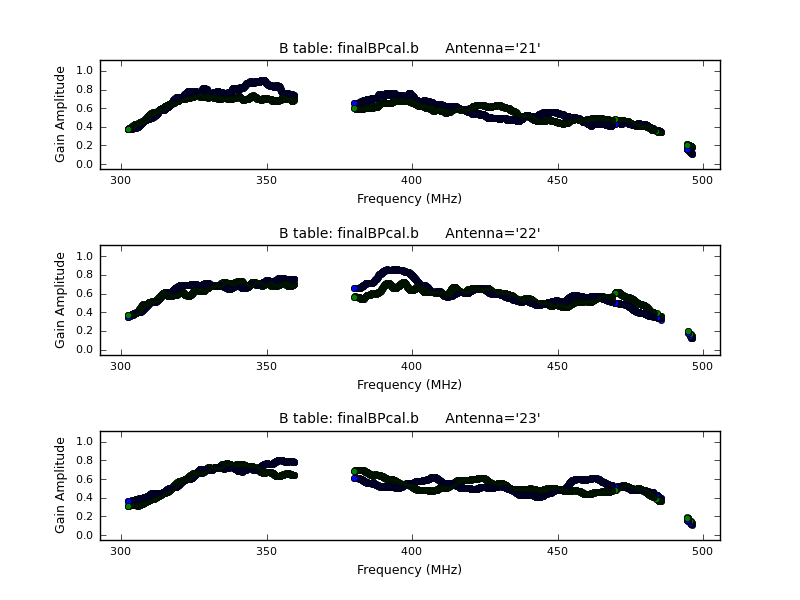 B table: finalBPcal.b      Antenna='21'
1.0
0.8
0.6
0.4
0.2
0.0
Gain Amplitude
300 350 400 450 500
Frequency (MHz)
B table: finalBPcal.b      Antenna='22'
1.0
0.8
0.6
0.4
0.2
0.0
Gain Amplitude
300 350 400 450 500
Frequency (MHz)
B table: finalBPcal.b      Antenna='23'
1.0
0.8
0.6
0.4
0.2
0.0
Gain Amplitude
300 350 400 450 500
Frequency (MHz)